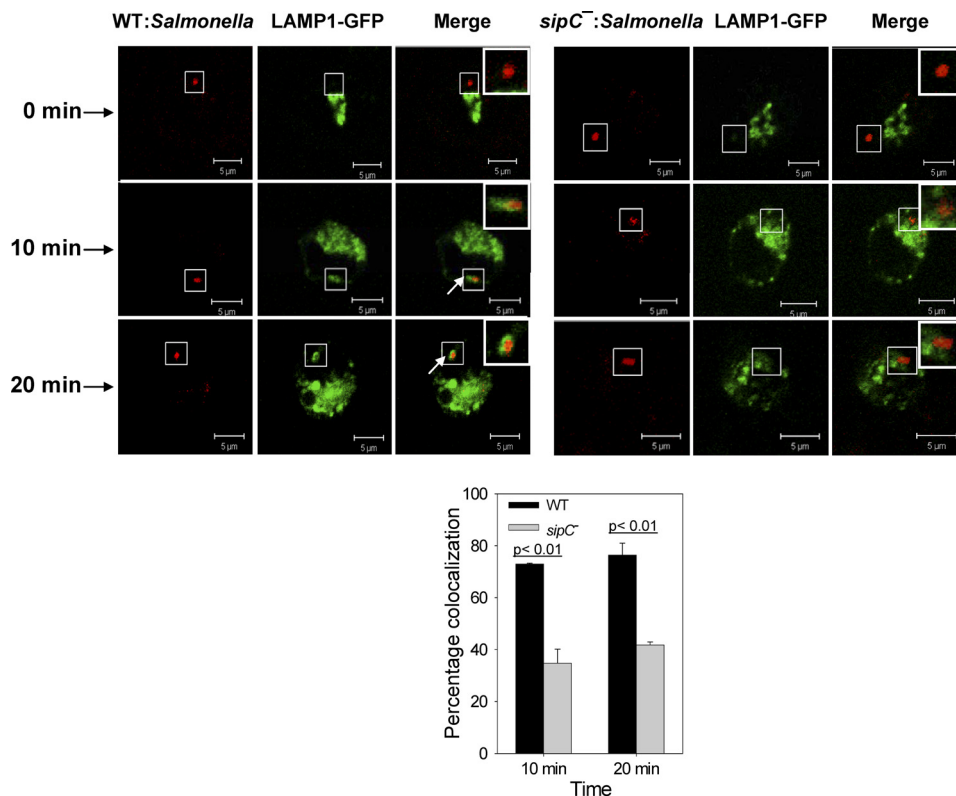 WT:Salmonella LAMP1-GFP Merge sipC⁻:Salmonella LAMP1-GFP Merge
0 min
5 µm 5 µm 5 µm 5 µm 5 µm 5 µm
10 min
5 µm 5 µm 5 µm 5 µm 5 µm 5 µm
20 min
5 µm 5 µm 5 µm 5 µm 5 µm 5 µm
100
80
60
40
20
0
Percentage colocalization
WT
sipC⁻
p< 0.01
p< 0.01
10 min 20 min
Time